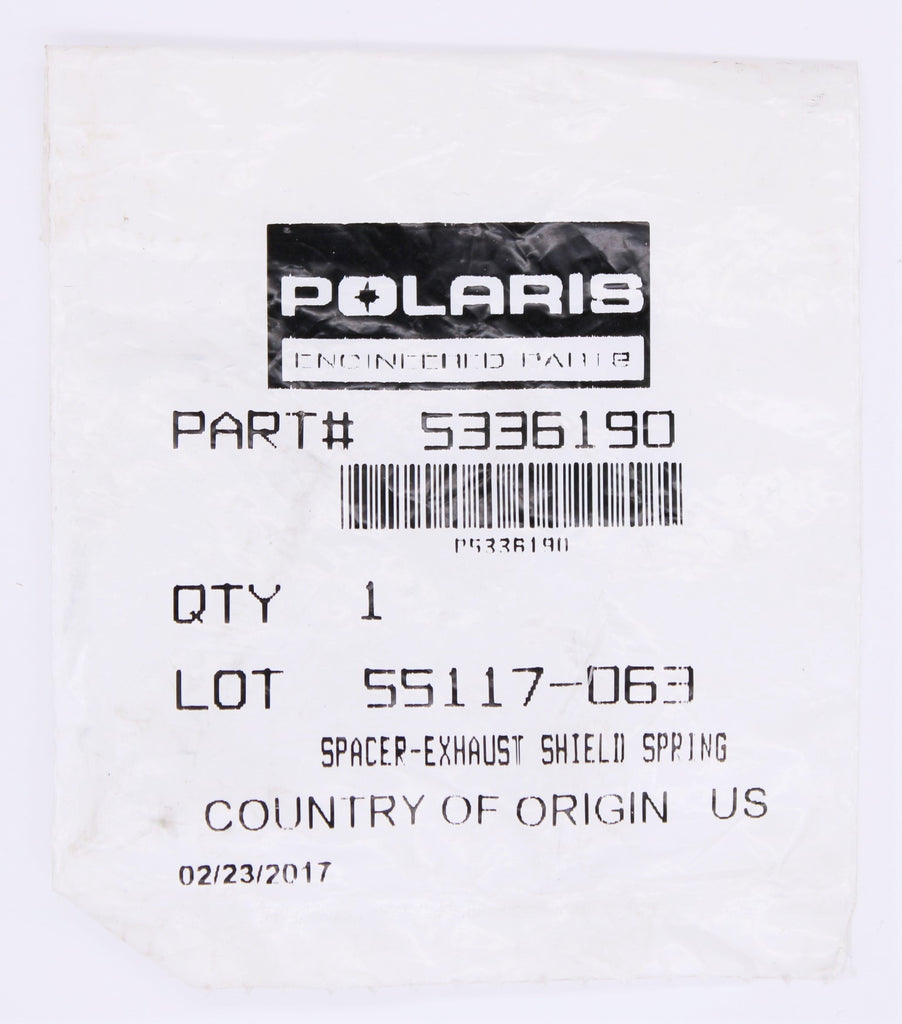 POLARIS
ENGINEERED PARTS
PART# 5336190
P5336190
QTY 1
LOT 55117-063
SPACER-EXHAUST SHIELD SPRING
COUNTRY OF ORIGIN US
02/23/2017